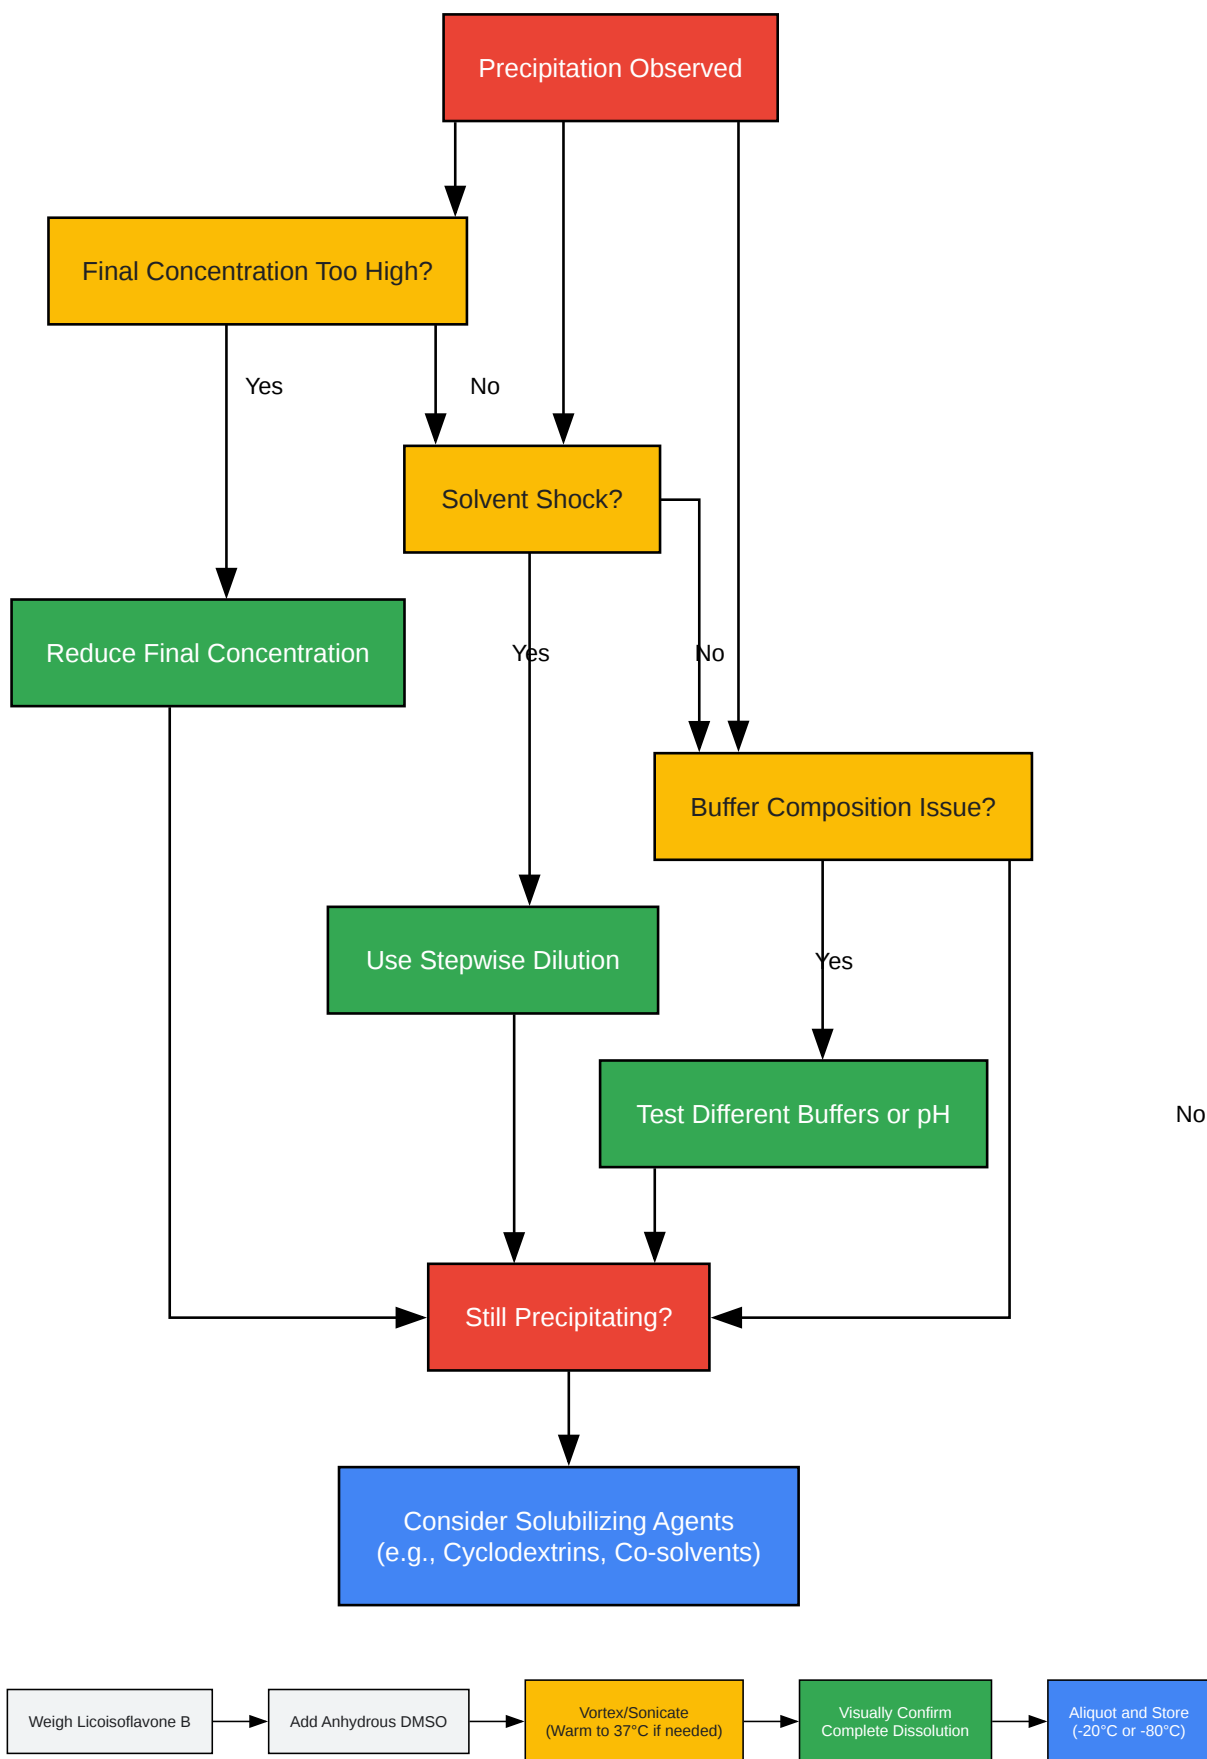 Precipitation Observed
Final Concentration Too High?
Yes
No
Solvent Shock?
Reduce Final Concentration
Yes
No
Buffer Composition Issue?
Use Stepwise Dilution
Yes
Test Different Buffers or pH
No
Still Precipitating?
Consider Solubilizing Agents
(e.g., Cyclodextrins, Co-solvents)
Weigh Licoisoflavone B
Add Anhydrous DMSO
Vortex/Sonicate
(Warm to 37°C if needed)
Visually Confirm
Complete Dissolution
Aliquot and Store
(-20°C or -80°C)